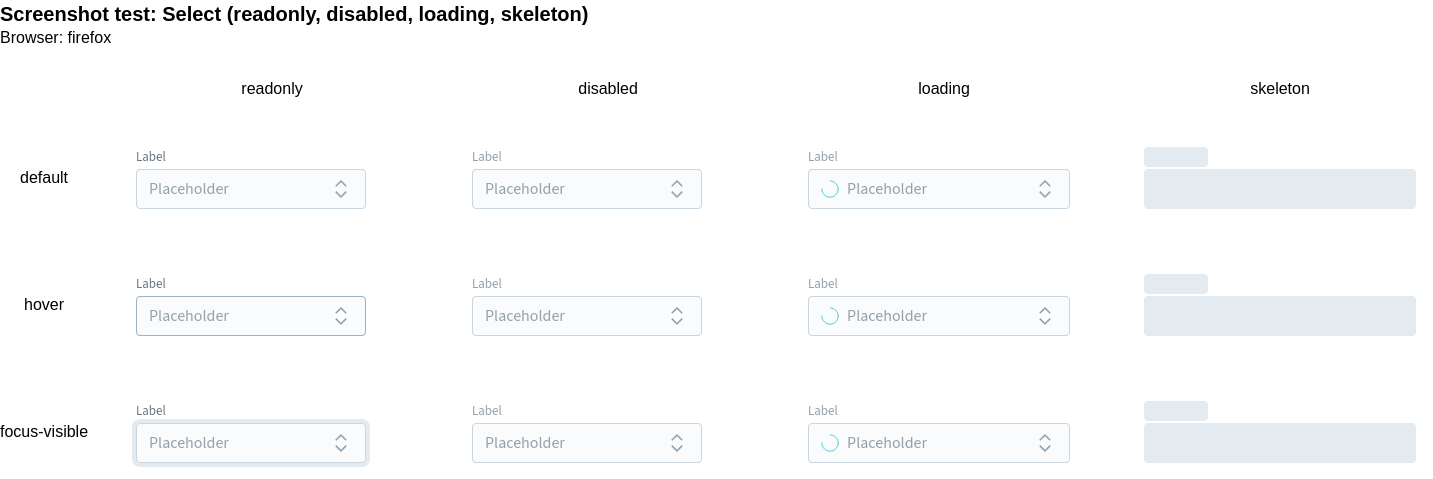 Screenshot test: Select (readonly, disabled, loading, skeleton)
Browser: firefox
readonly disabled loading skeleton
Label Label Label
default Placeholder Placeholder Placeholder
Label Label Label
hover Placeholder Placeholder Placeholder
Label Label Label
focus-visible Placeholder Placeholder Placeholder